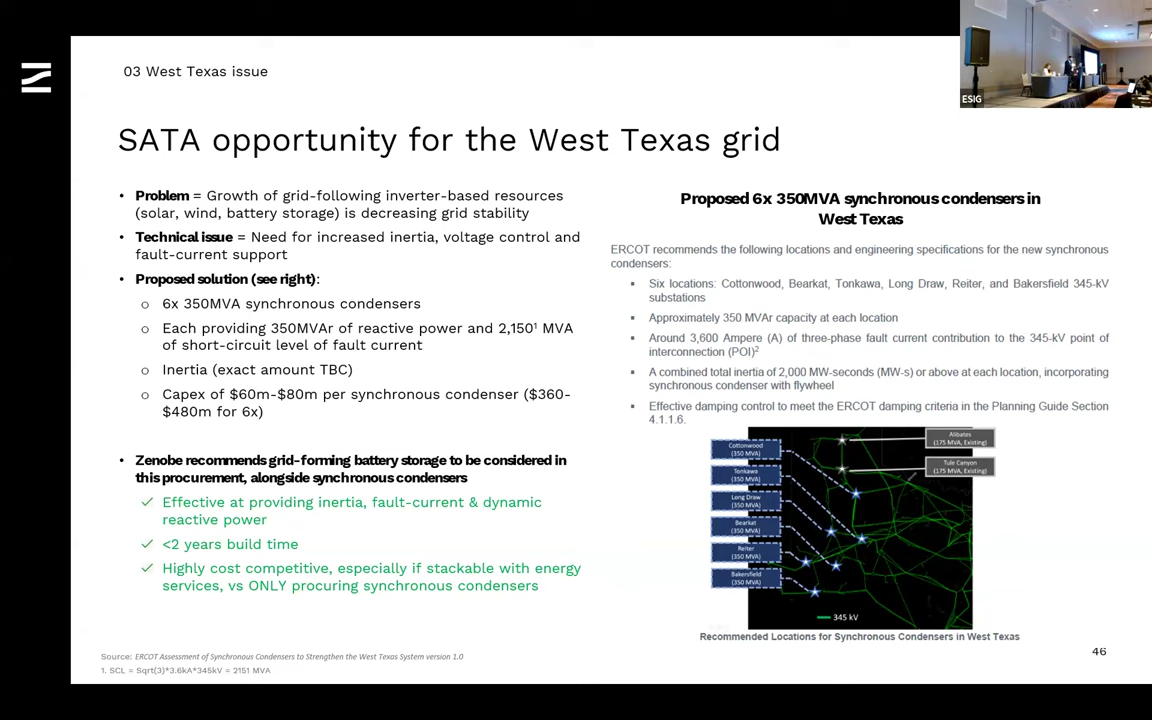 03 West Texas issue
ESIG
SATA opportunity for the West Texas grid
• Problem = Growth of grid-following inverter-based resources
(solar, wind, battery storage) is decreasing grid stability
• Technical issue = Need for increased inertia, voltage control and
fault-current support
• Proposed solution (see right):
o 6x 350MVA synchronous condensers
o Each providing 350MVAr of reactive power and 2,150¹ MVA
of short-circuit level of fault current
o Inertia (exact amount TBC)
o Capex of $60m-$80m per synchronous condenser ($360-
$480m for 6x)
• Zenobe recommends grid-forming battery storage to be considered in
this procurement, alongside synchronous condensers
✓ Effective at providing inertia, fault-current & dynamic
reactive power
✓ <2 years build time
✓ Highly cost competitive, especially if stackable with energy
services, vs ONLY procuring synchronous condensers
Proposed 6x 350MVA synchronous condensers in
West Texas
ERCOT recommends the following locations and engineering specifications for the new synchronous
condensers:
▪ Six locations: Cottonwood, Bearkat, Tonkawa, Long Draw, Reiter, and Bakersfield 345-kV
substations
▪ Approximately 350 MVAr capacity at each location
▪ Around 3,600 Ampere (A) of three-phase fault current contribution to the 345-kV point of
interconnection (POI)²
▪ A combined total inertia of 2,000 MW-seconds (MW-s) or above at each location, incorporating
synchronous condenser with flywheel
▪ Effective damping control to meet the ERCOT damping criteria in the Planning Guide Section
4.1.1.6.
Cottonwood
(350 MVA)
Tonkawa
(350 MVA)
Long Draw
(350 MVA)
Bearkat
(350 MVA)
Reiter
(350 MVA)
Bakersfield
(350 MVA)
Alibates
(175 MVA, Existing)
Tule Canyon
(175 MVA, Existing)
345 kV
Recommended Locations for Synchronous Condensers in West Texas
Source: ERCOT Assessment of Synchronous Condensers to Strengthen the West Texas System version 1.0
1. SCL = Sqrt(3)*3.6kA*345kV = 2151 MVA
46